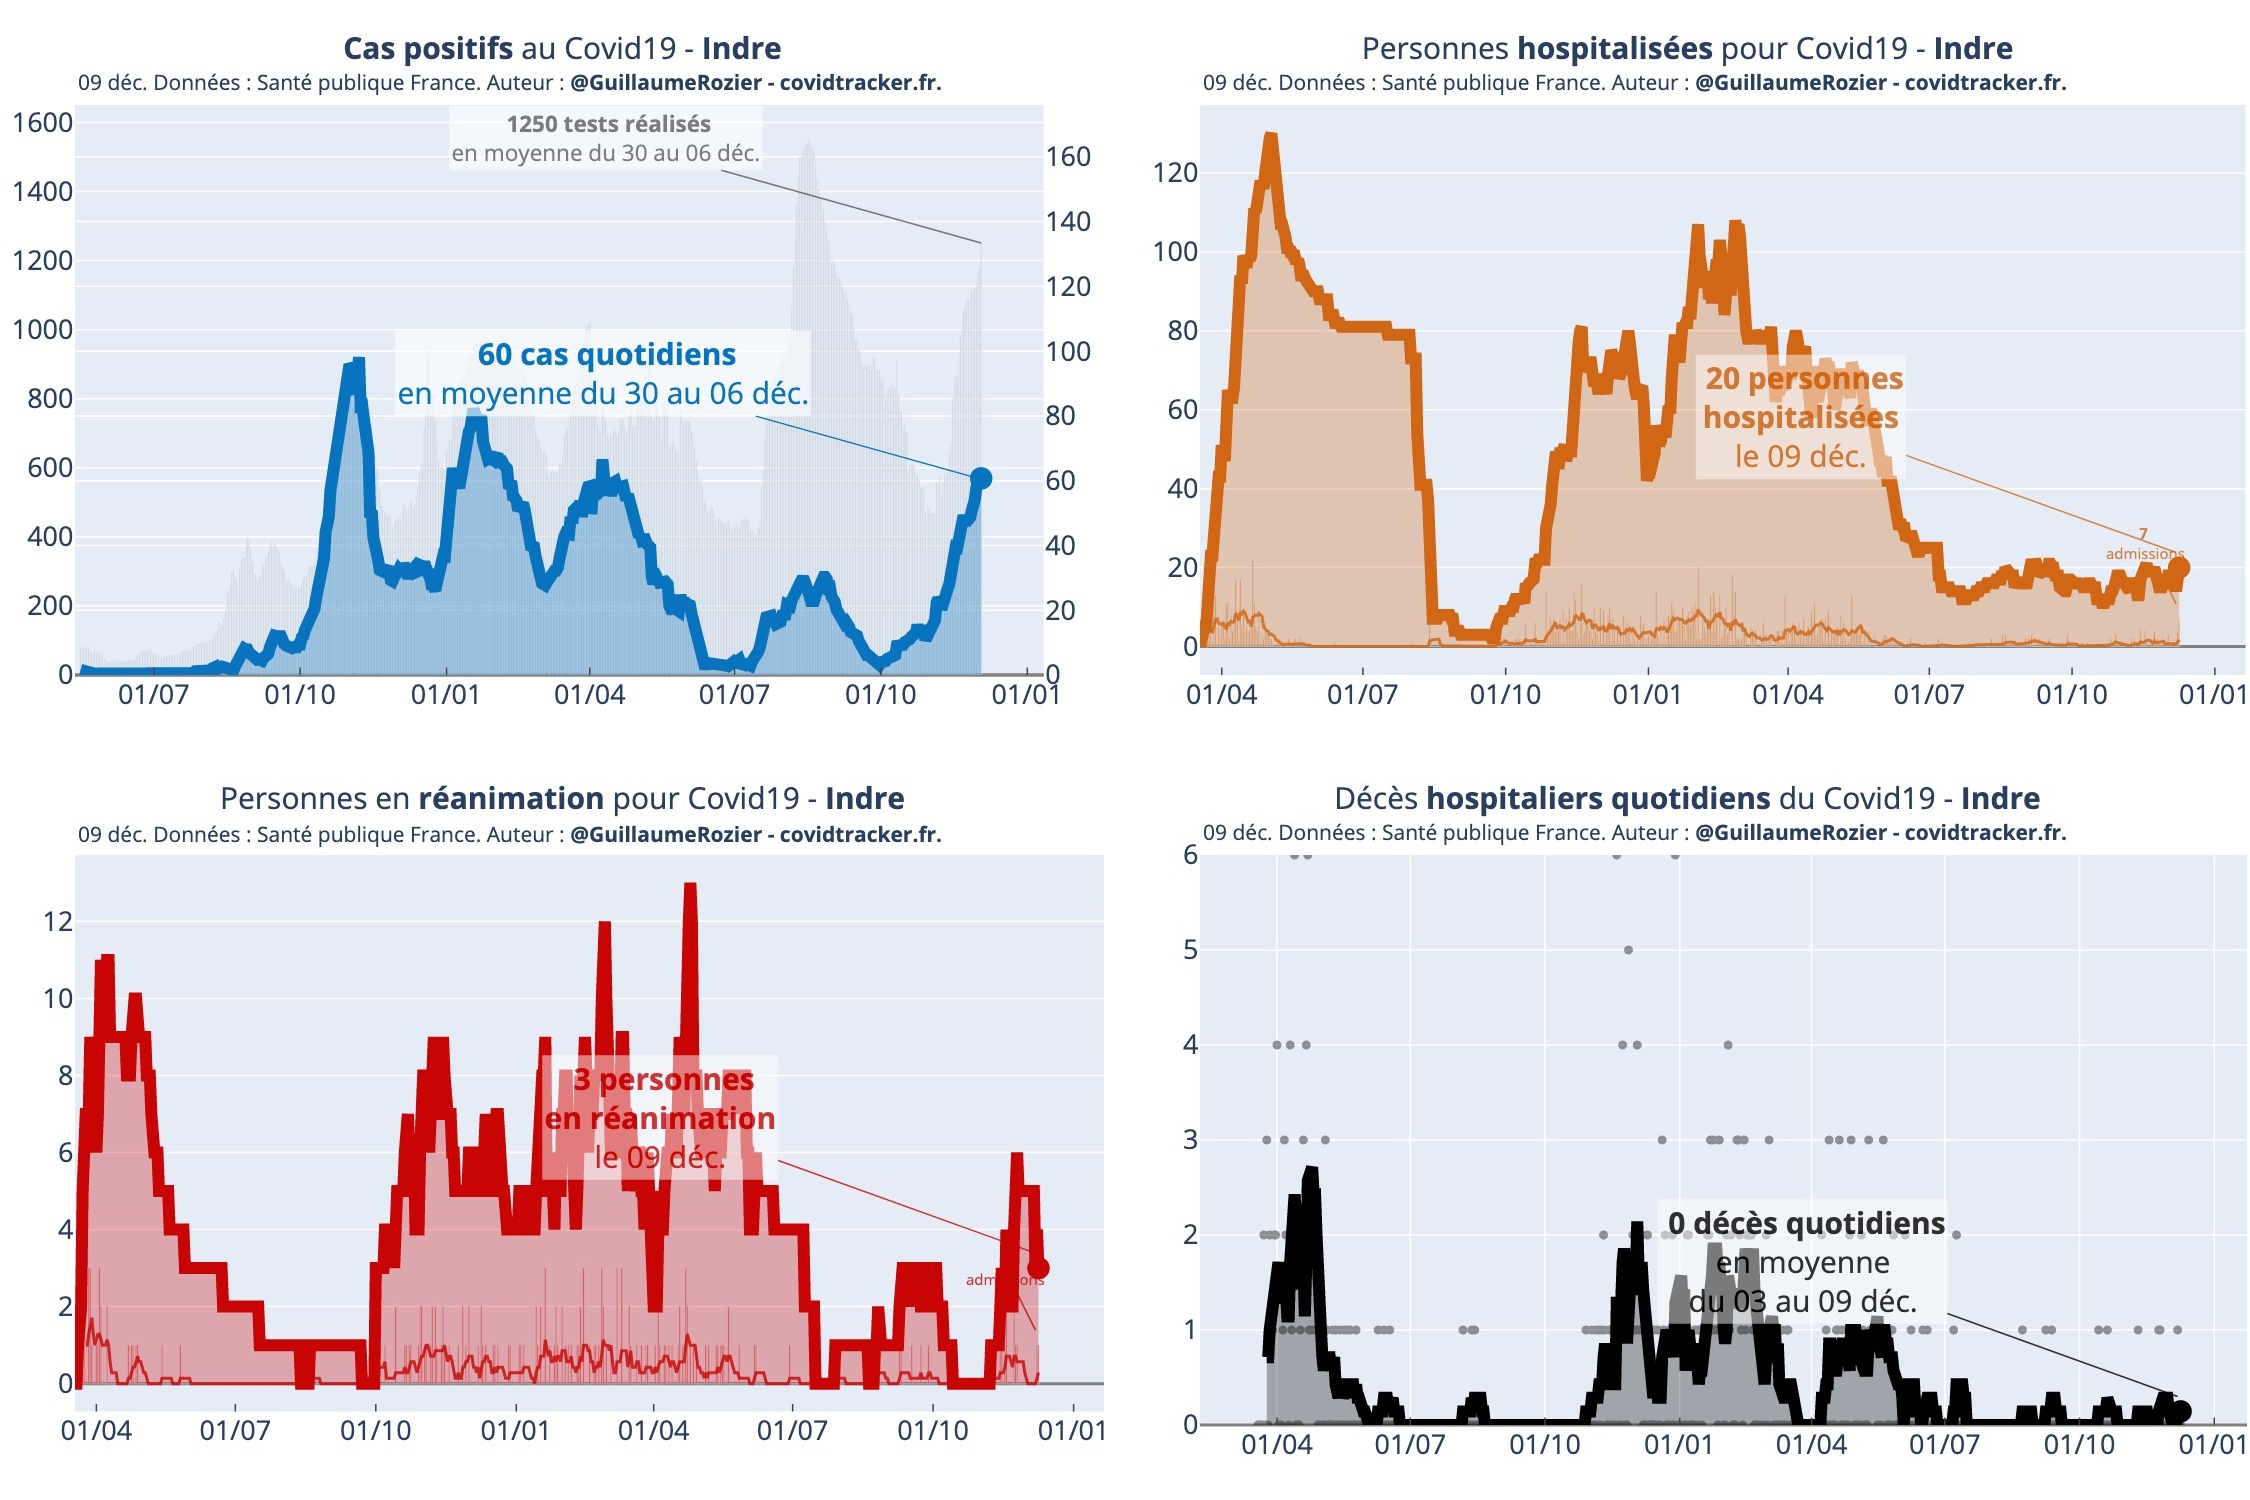 Cas positifs au Covid19 - Indre
09 déc. Données : Santé publique France. Auteur : @GuillaumeRozier - covidtracker.fr.
1600
1400
1200
1000
800
600
400
200
0
160
140
120
100
80
60
40
20
0
1250 tests réalisés
en moyenne du 30 au 06 déc.
60 cas quotidiens
en moyenne du 30 au 06 déc.
01/07 01/10 01/01 01/04 01/07 01/10 01/01
Personnes hospitalisées pour Covid19 - Indre
09 déc. Données : Santé publique France. Auteur : @GuillaumeRozier - covidtracker.fr.
120
100
80
60
40
20
0
20 personnes
hospitalisées
le 09 déc.
7
admissions
01/04 01/07 01/10 01/01 01/04 01/07 01/10 01/01
Personnes en réanimation pour Covid19 - Indre
09 déc. Données : Santé publique France. Auteur : @GuillaumeRozier - covidtracker.fr.
12
10
8
6
4
2
0
3 personnes
en réanimation
le 09 déc.
admissions
01/04 01/07 01/10 01/01 01/04 01/07 01/10 01/01
Décès hospitaliers quotidiens du Covid19 - Indre
09 déc. Données : Santé publique France. Auteur : @GuillaumeRozier - covidtracker.fr.
6
5
4
3
2
1
0
0 décès quotidiens
en moyenne
du 03 au 09 déc.
01/04 01/07 01/10 01/01 01/04 01/07 01/10 01/01